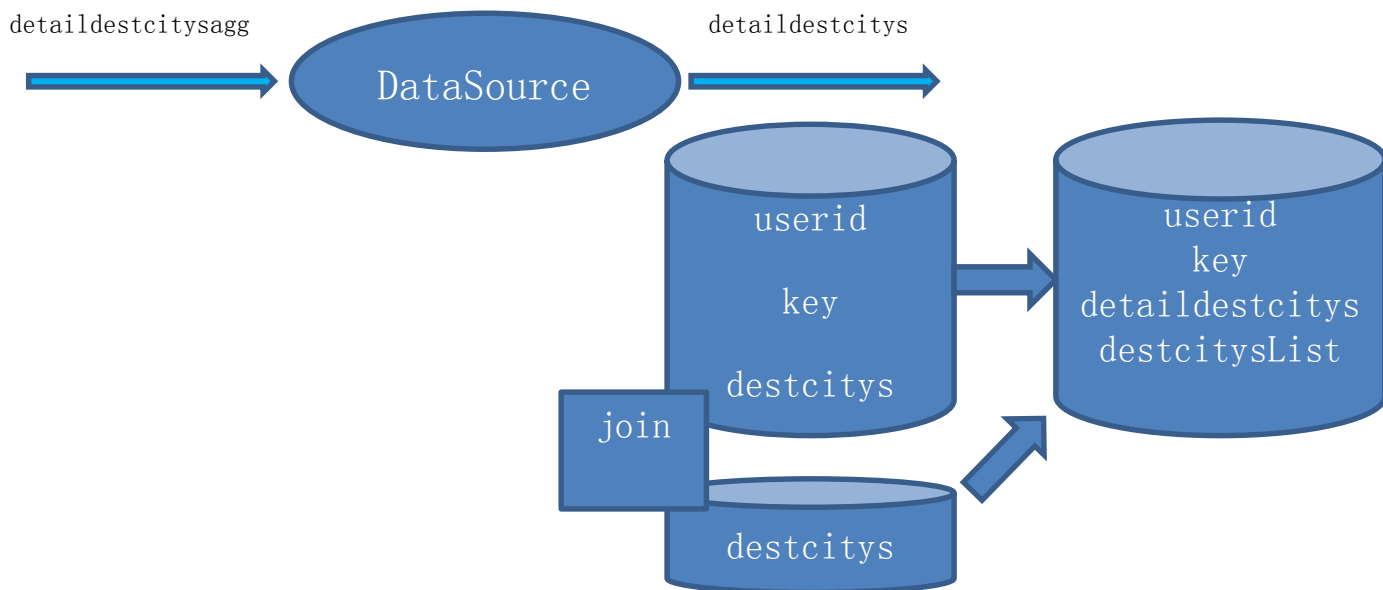 detaildestcitysagg
DataSource
detaildestcitys
userid
key
destcitys
userid
key
detaildestcitys
destcitysList
join
destcitys